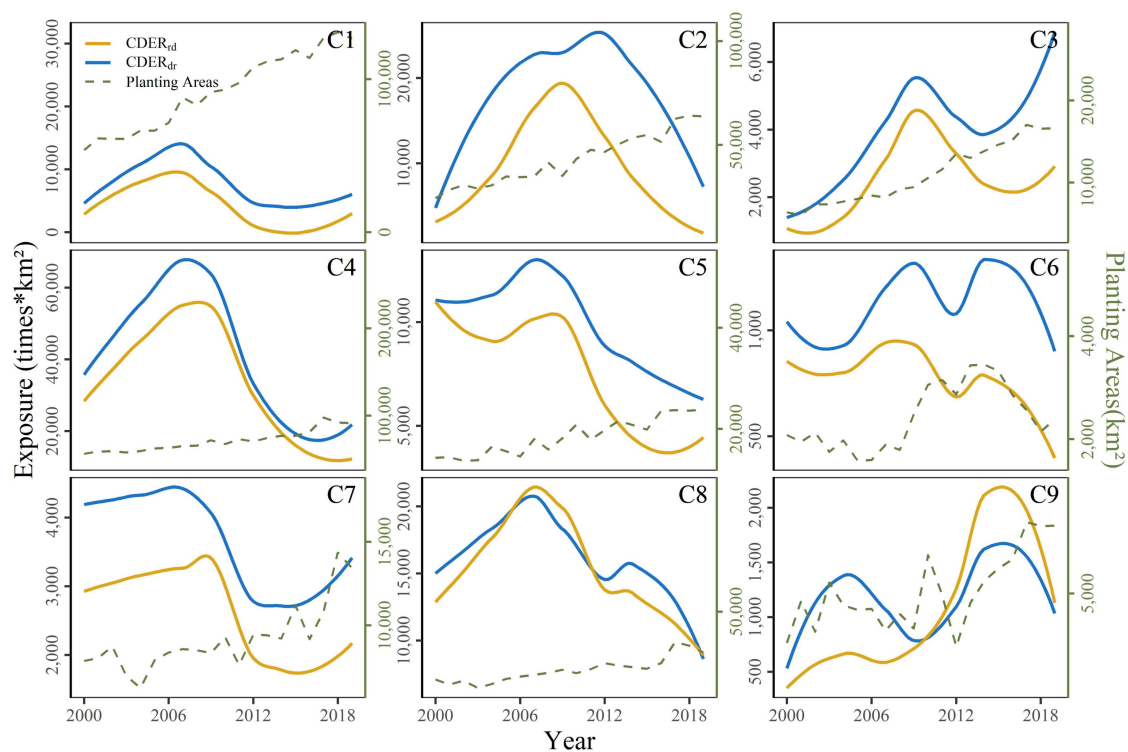 C1
CDERrd
CDERdr
Planting Areas
0
10,000
20,000
30,000
0
100,000
C2
10,000
20,000
50,000
100,000
C3
2,000
4,000
6,000
10,000
20,000
C4
20,000
40,000
60,000
100,000
200,000
C5
5,000
10,000
20,000
40,000
C6
500
1,000
2,000
4,000
C7
2,000
3,000
4,000
10,000
15,000
C8
10,000
15,000
20,000
50,000
C9
500
1,000
1,500
2,000
5,000
2000 2006 2012 2018
2000 2006 2012 2018
2000 2006 2012 2018
Exposure (times*km²)
Planting Areas(km²)
Year